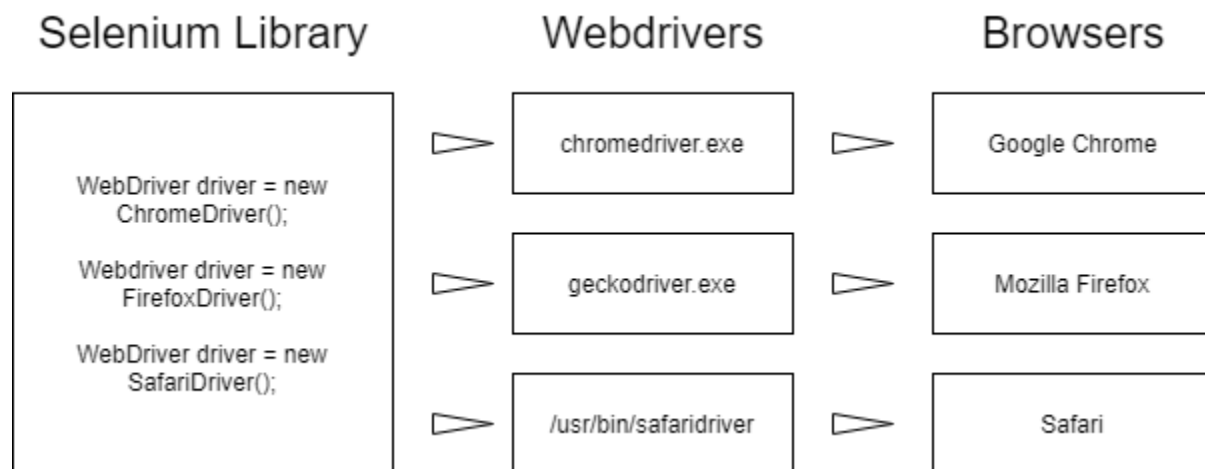 Selenium Library
Webdrivers
Browsers
WebDriver driver = new
ChromeDriver();
Webdriver driver = new
FirefoxDriver();
WebDriver driver = new
SafariDriver();
chromedriver.exe
Google Chrome
geckodriver.exe
Mozilla Firefox
/usr/bin/safaridriver
Safari